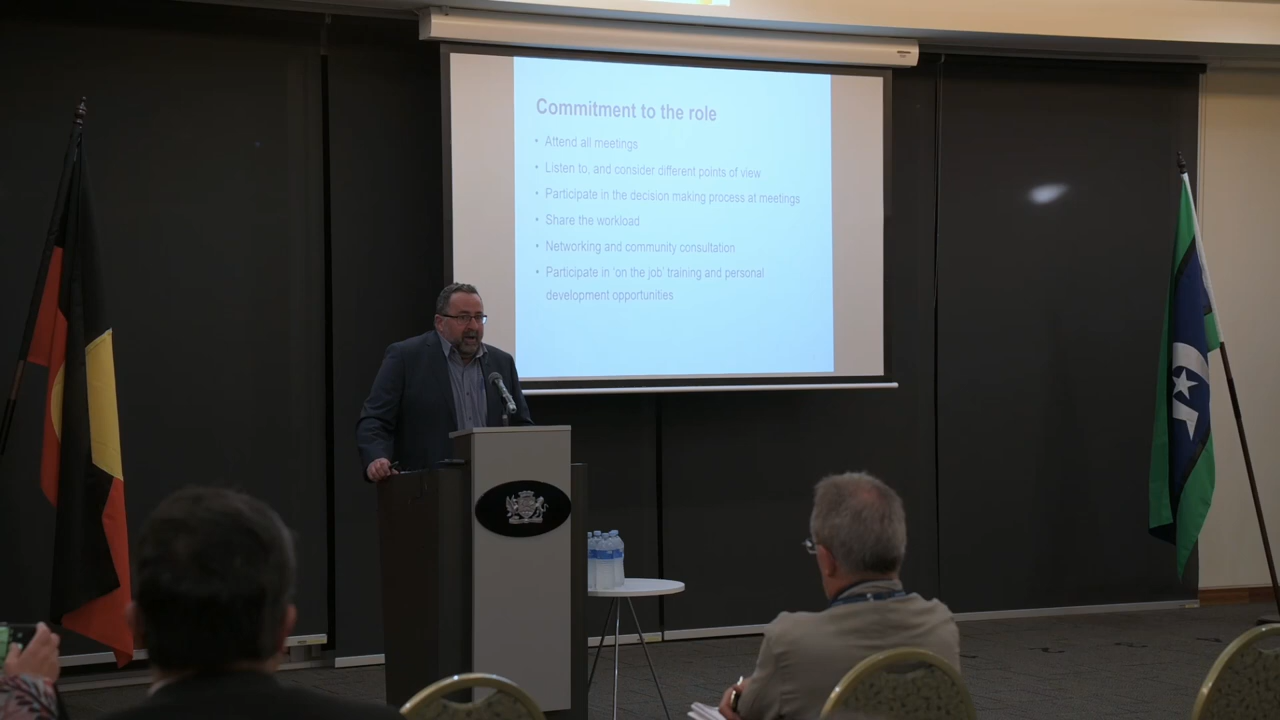 Commitment to the role
• Attend all meetings
• Listen to, and consider different points of view
• Participate in the decision making process at meetings
• Share the workload
• Networking and community consultation
• Participate in 'on the job' training and personal
development opportunities